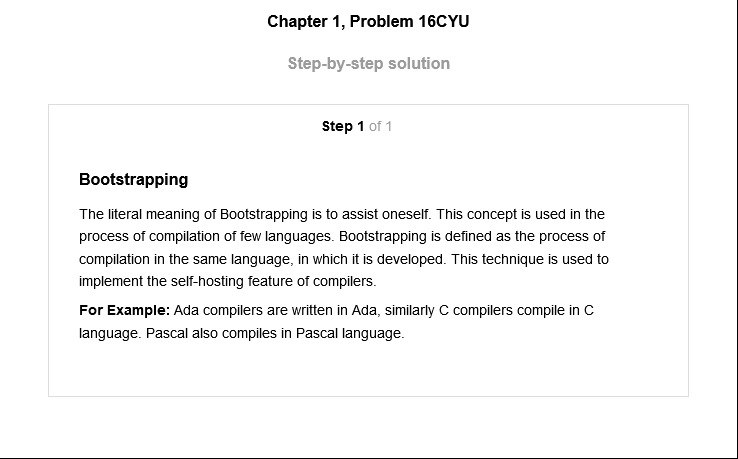 Chapter 1, Problem 16CYU
Step-by-step solution
Step 1 of 1
Bootstrapping
The literal meaning of Bootstrapping is to assist oneself. This concept is used in the
process of compilation of few languages. Bootstrapping is defined as the process of
compilation in the same language, in which it is developed. This technique is used to
implement the self-hosting feature of compilers.
For Example: Ada compilers are written in Ada, similarly C compilers compile in C
language. Pascal also compiles in Pascal language.